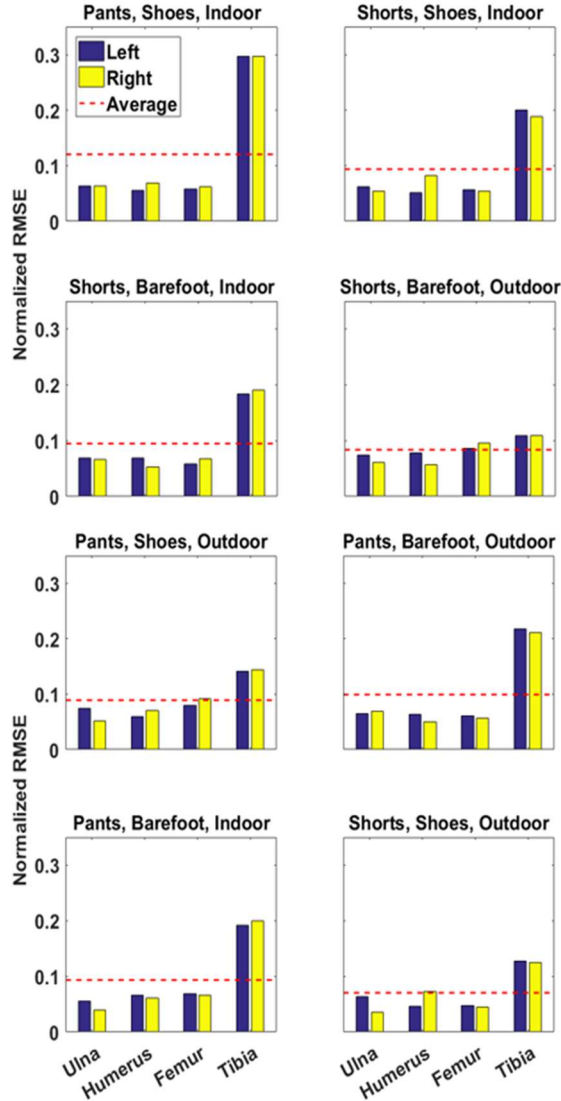 Pants, Shoes, Indoor
Shorts, Shoes, Indoor
0.3
0.2
0.1
0
Left
Right
Average
Normalized RMSE
Shorts, Barefoot, Indoor
Shorts, Barefoot, Outdoor
0.3
0.2
0.1
0
Pants, Shoes, Outdoor
Pants, Barefoot, Outdoor
0.3
0.2
0.1
0
Normalized RMSE
Pants, Barefoot, Indoor
Shorts, Shoes, Outdoor
0.3
0.2
0.1
0
Ulna
Humerus
Femur
Tibia
Ulna
Humerus
Femur
Tibia